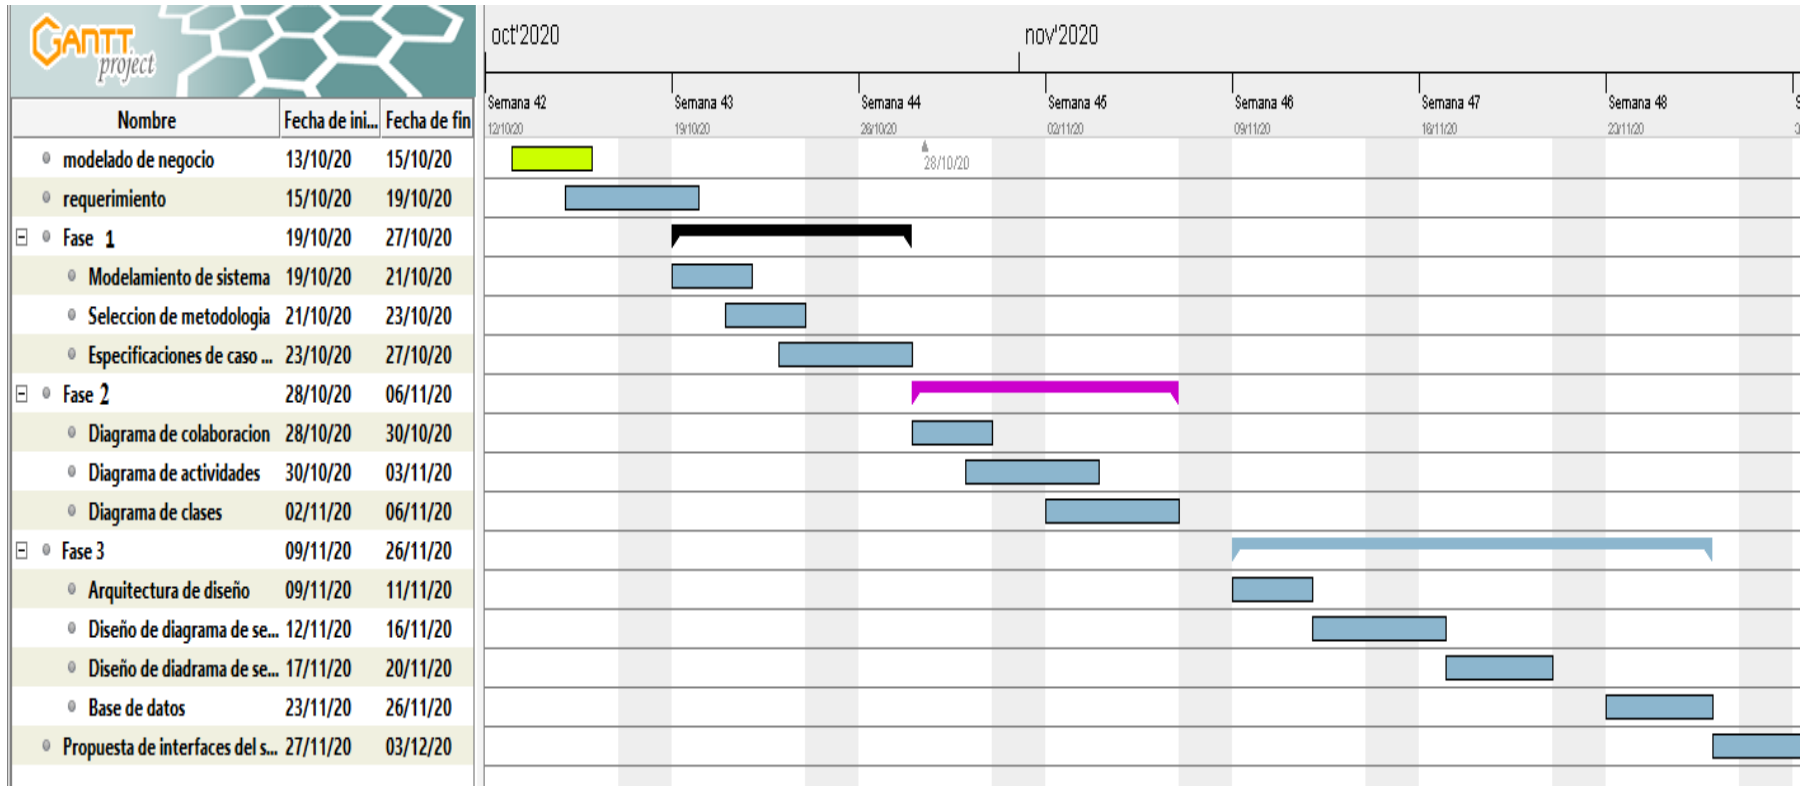 GANTT
project
oct'2020 nov'2020
Semana 42 Semana 43 Semana 44 Semana 45 Semana 46 Semana 47 Semana 48
Nombre Fecha de ini... Fecha de fin
12/10/20 19/10/20 26/10/20 02/11/20 09/11/20 16/11/20 23/11/20
modelado de negocio 13/10/20 15/10/20
28/10/20
requerimiento 15/10/20 19/10/20
Fase 1 19/10/20 27/10/20
Modelamiento de sistema 19/10/20 21/10/20
Seleccion de metodologia 21/10/20 23/10/20
Especificaciones de caso ... 23/10/20 27/10/20
Fase 2 28/10/20 06/11/20
Diagrama de colaboracion 28/10/20 30/10/20
Diagrama de actividades 30/10/20 03/11/20
Diagrama de clases 02/11/20 06/11/20
Fase 3 09/11/20 26/11/20
Arquitectura de diseño 09/11/20 11/11/20
Diseño de diagrama de se... 12/11/20 16/11/20
Diseño de diadrama de se... 17/11/20 20/11/20
Base de datos 23/11/20 26/11/20
Propuesta de interfaces del s... 27/11/20 03/12/20